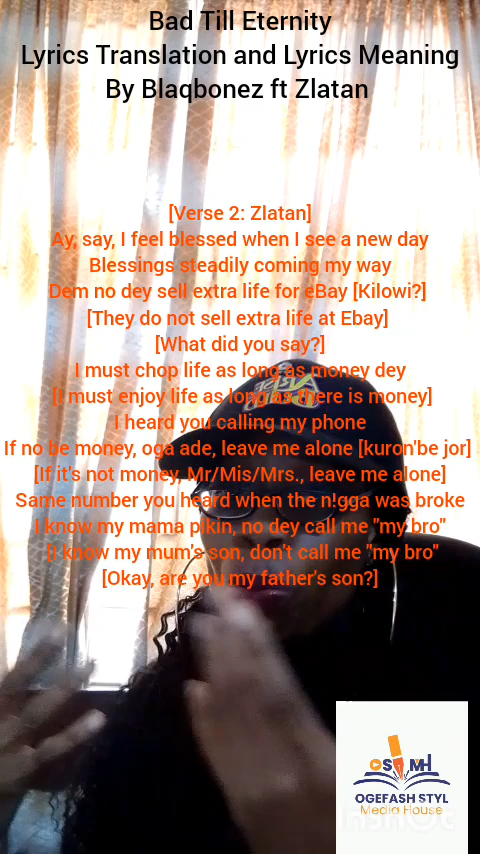 Bad Till Eternity
Lyrics Translation and Lyrics Meaning
By Blaqbonez ft Zlatan
[Verse 2: Zlatan]
Ay, say, I feel blessed when I see a new day
Blessings steadily coming my way
Dem no dey sell extra life for eBay [Kilowi?]
[They do not sell extra life at Ebay]
[What did you say?]
I must chop life as long as money dey
[I must enjoy life as long as there is money]
I heard you calling my phone
If no be money, oga ade, leave me alone [kuron'be jor]
[If it's not money, Mr/Mis/Mrs., leave me alone]
Same number you heard when the n!gga was broke
I know my mama pikin, no dey call me "my bro"
[I know my mum's son, don't call me "my bro"
[Okay, are you my father's son?]
OGEFASH STYL
Media House